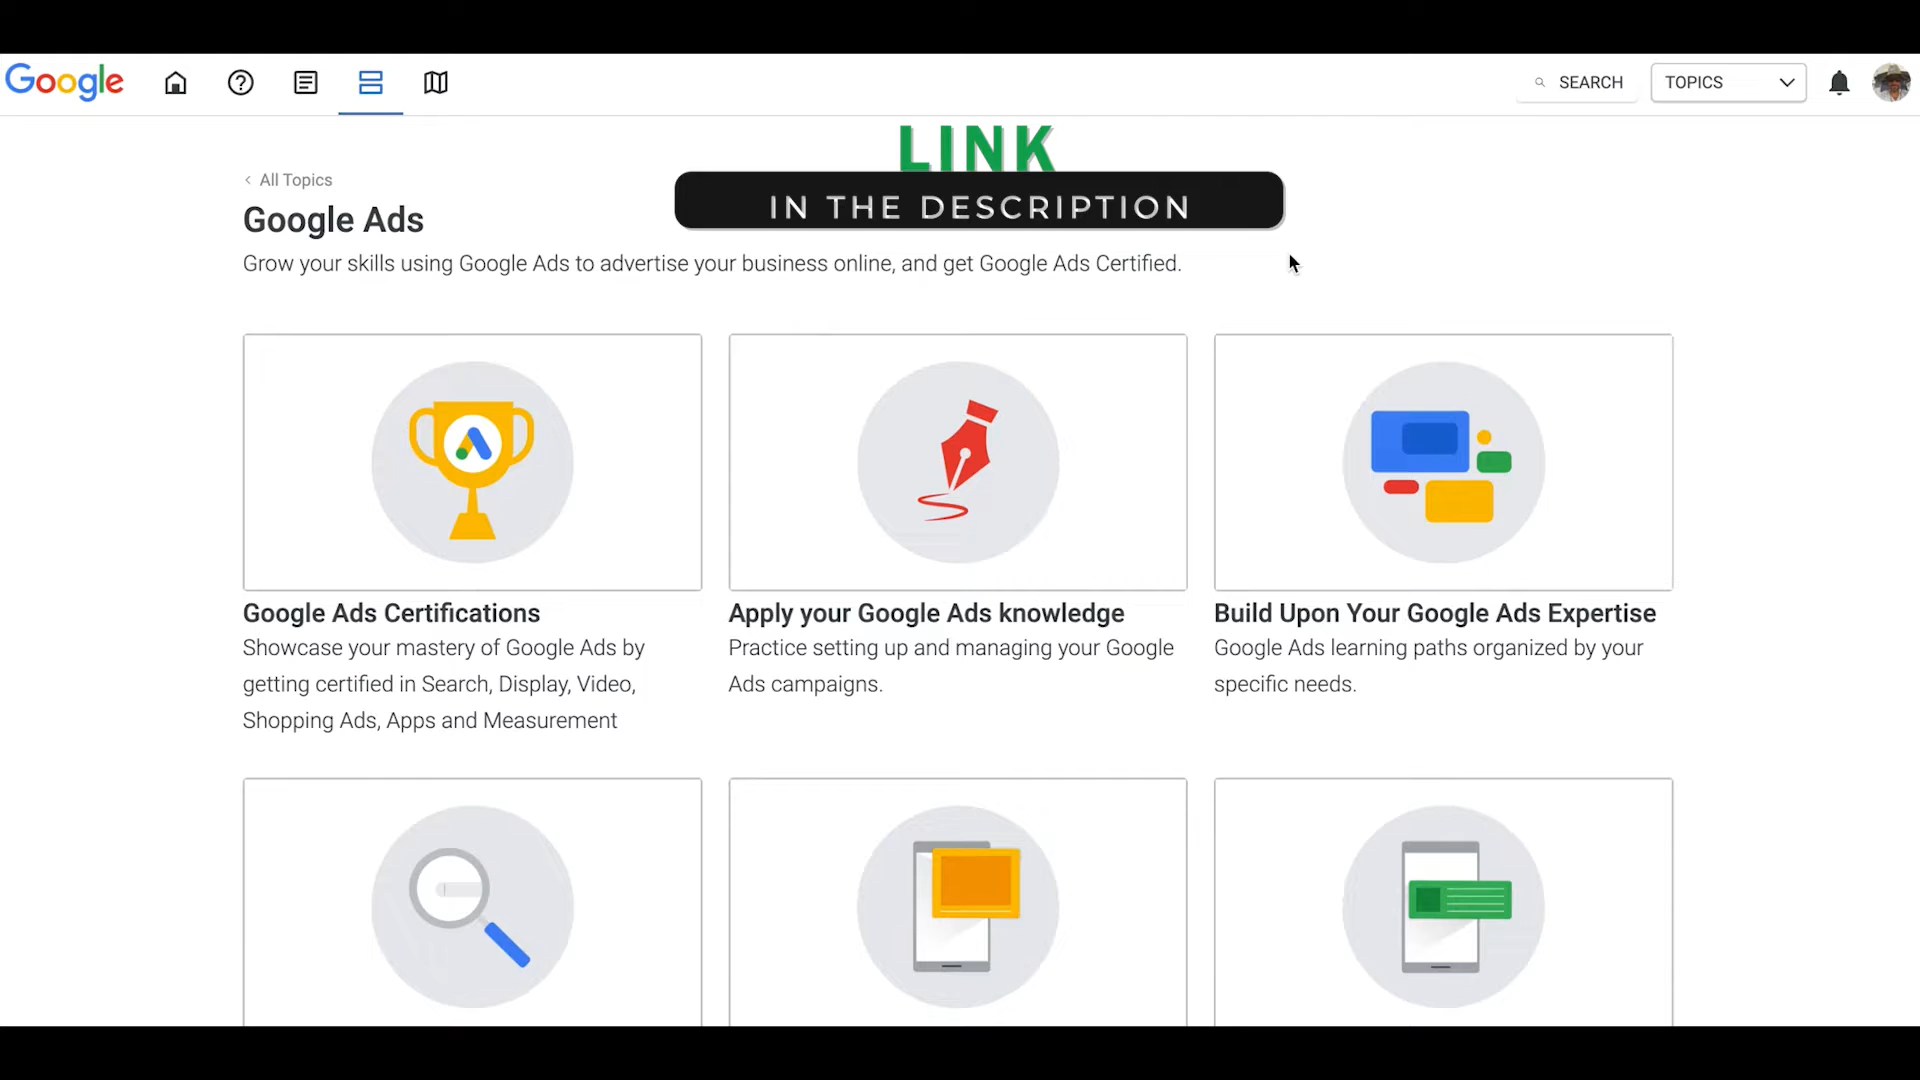 Google
SEARCH
TOPICS
LINK
IN THE DESCRIPTION
All Topics
Google Ads
Grow your skills using Google Ads to advertise your business online, and get Google Ads Certified.
Google Ads Certifications
Showcase your mastery of Google Ads by
getting certified in Search, Display, Video,
Shopping Ads, Apps and Measurement
Apply your Google Ads knowledge
Practice setting up and managing your Google
Ads campaigns.
Build Upon Your Google Ads Expertise
Google Ads learning paths organized by your
specific needs.